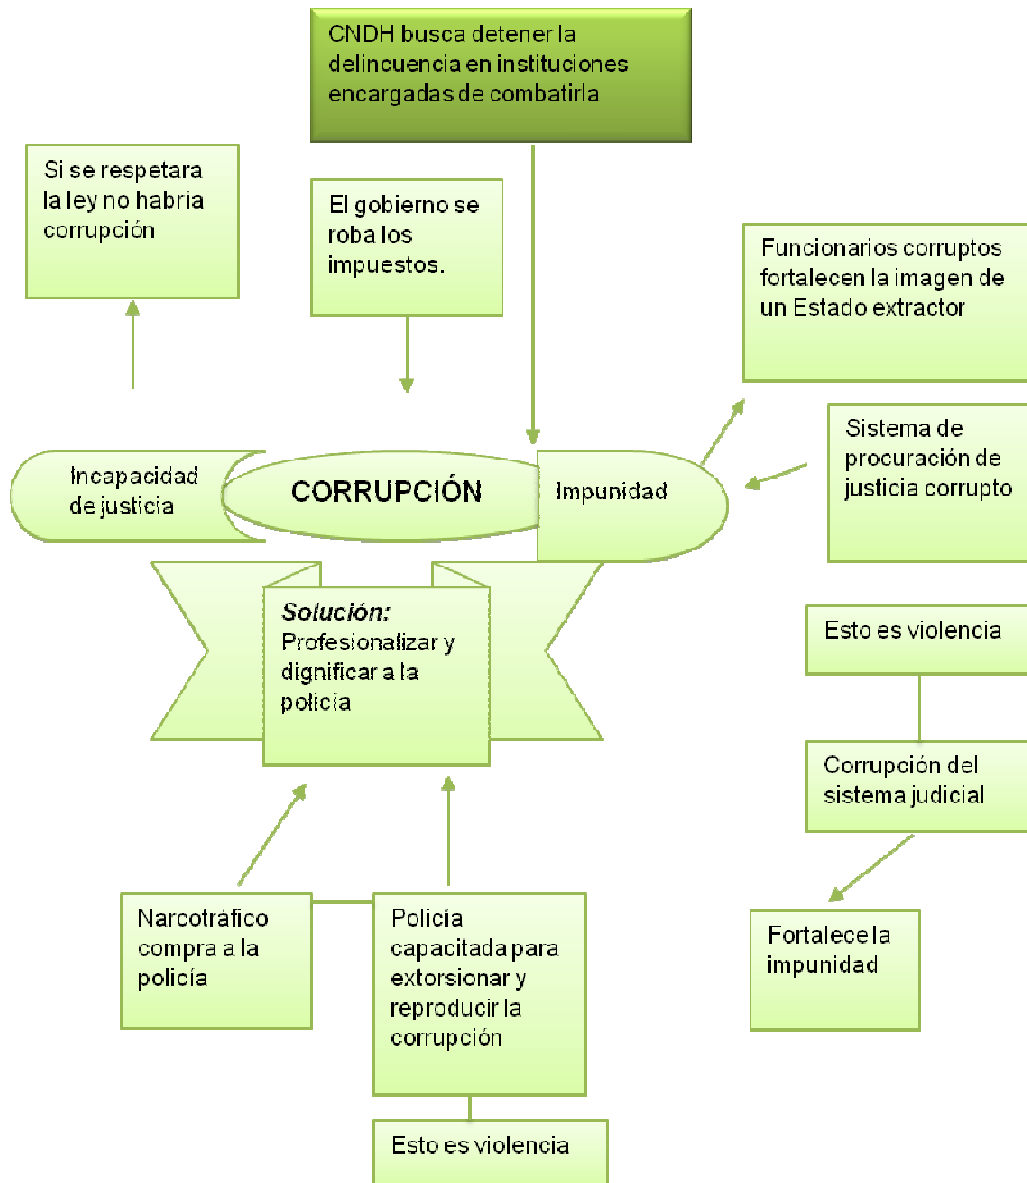 CNDH busca detener la
delincuencia en instituciones
encargadas de combatirla
Si se respetara
la ley no habría
corrupción
El gobierno se
roba los
impuestos.
Funcionarios corruptos
fortalecen la imagen de
un Estado extractor
Sistema de
procuración de
justicia corrupto
Incapacidad
de justicia
CORRUPCIÓN
Impunidad
Solución:
Profesionalizar y
dignificar a la
policía
Esto es violencia
Corrupción del
sistema judicial
Narcotráfico
compra a la
policía
Policía
capacitada para
extorsionar y
reproducir la
corrupción
Fortalece la
impunidad
Esto es violencia